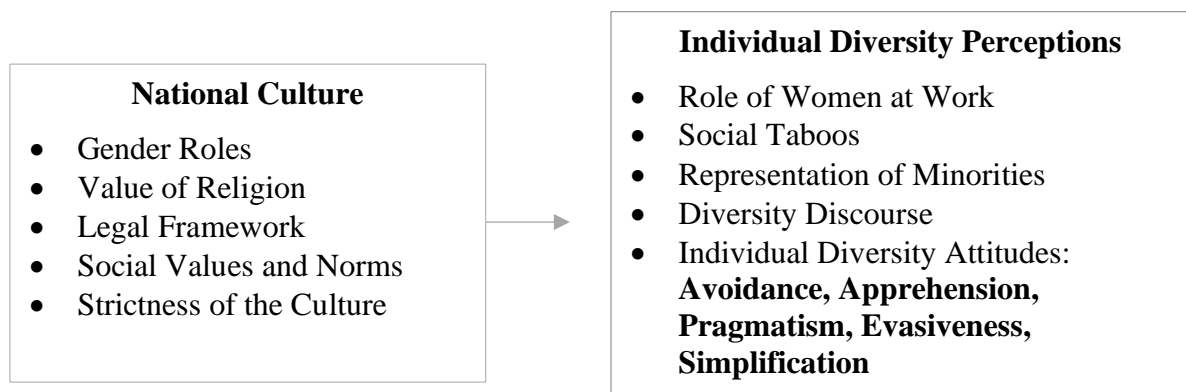 National Culture
• Gender Roles
• Value of Religion
• Legal Framework
• Social Values and Norms
• Strictness of the Culture
Individual Diversity Perceptions
• Role of Women at Work
• Social Taboos
• Representation of Minorities
• Diversity Discourse
• Individual Diversity Attitudes:
Avoidance, Apprehension,
Pragmatism, Evasiveness,
Simplification